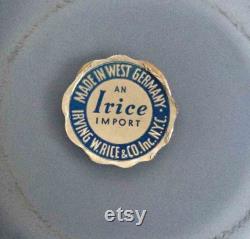 MADE IN WEST GERMANY
AN
Irice
IMPORT
IRVING W. RICE & CO. Inc. N.Y.C.
Etsy